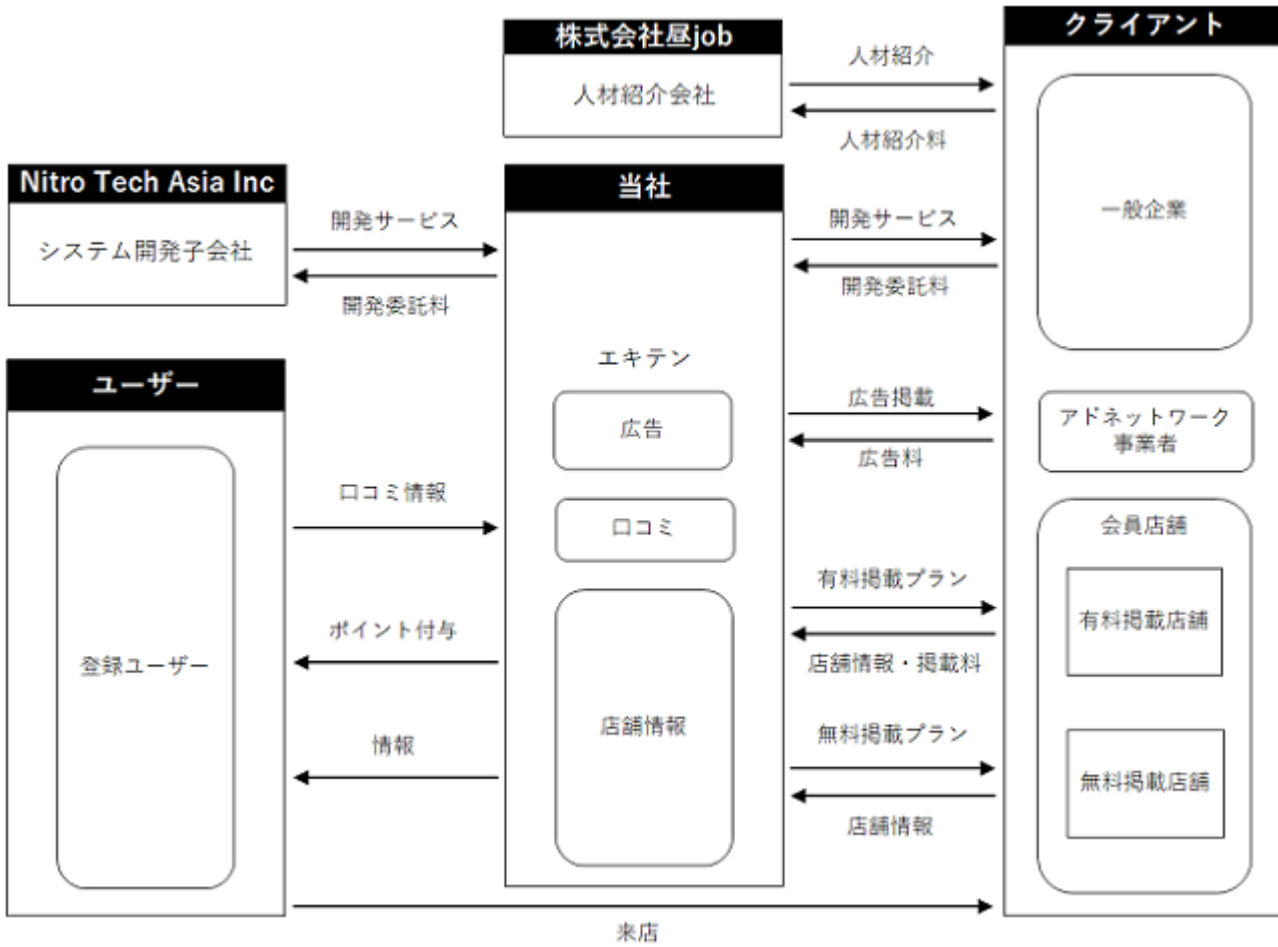 株式会社昼job
人材紹介会社
クライアント
人材紹介
人材紹介料
一般企業
Nitro Tech Asia Inc
システム開発子会社
開発サービス
開発委託料
当社
開発サービス
開発委託料
エキテン
広告
口コミ
店舗情報
広告掲載
広告料
アドネットワーク
事業者
ユーザー
登録ユーザー
口コミ情報
ポイント付与
情報
会員店舗
有料掲載プラン
店舗情報・掲載料
有料掲載店舗
無料掲載プラン
店舗情報
無料掲載店舗
来店